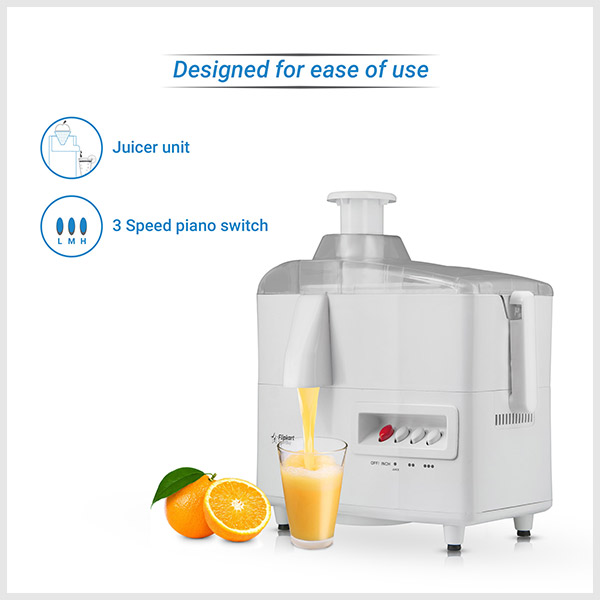 Designed for ease of use
Juicer unit
L M H
3 Speed piano switch
Flipkart
OFF/ INCH